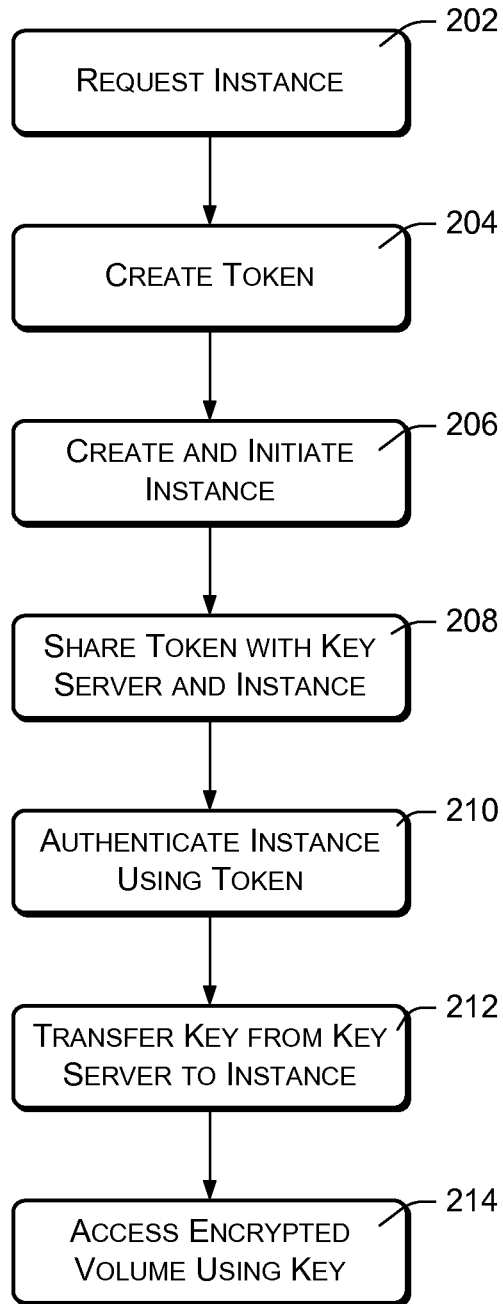 202
REQUEST INSTANCE
204
CREATE TOKEN
206
CREATE AND INITIATE
INSTANCE
208
SHARE TOKEN WITH KEY
SERVER AND INSTANCE
210
AUTHENTICATE INSTANCE
USING TOKEN
212
TRANSFER KEY FROM KEY
SERVER TO INSTANCE
214
ACCESS ENCRYPTED
VOLUME USING KEY